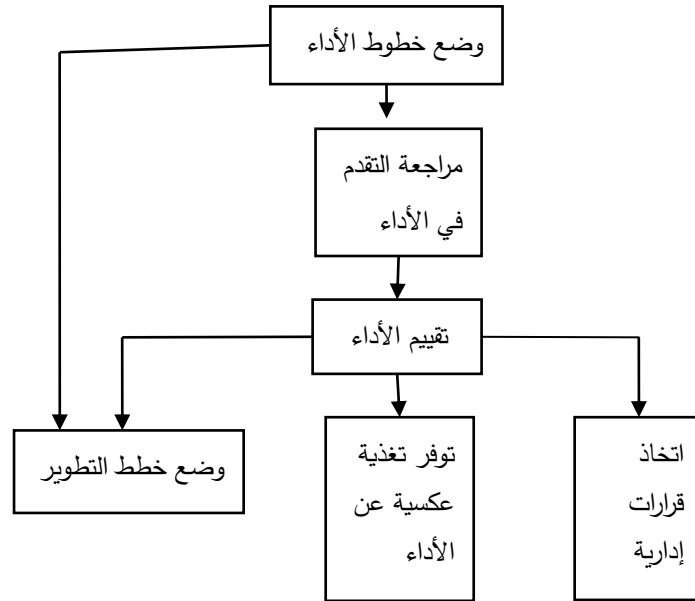 وضع خطوط الأداء
مراجعة التقدم
في الأداء
تقييم الأداء
اتخاذ
قرارات
إدارية
توفر تغذية
عكسية عن
الأداء
وضع خطط التطوير